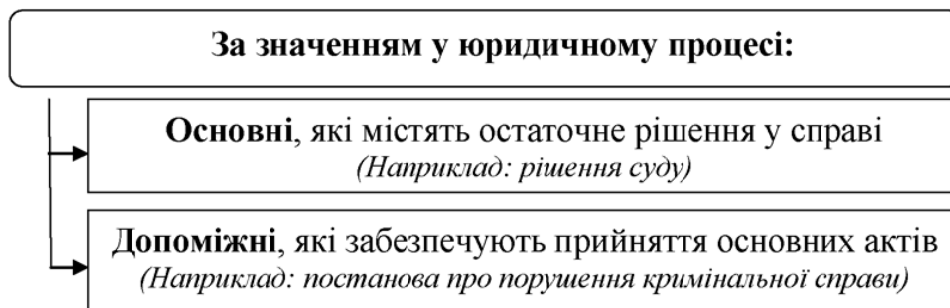 За значенням у юридичному процесі:
Основні, які містять остаточне рішення у справі
(Наприклад: рішення суду)
Допоміжні, які забезпечують прийняття основних актів
(Наприклад: постанова про порушення кримінальної справи)